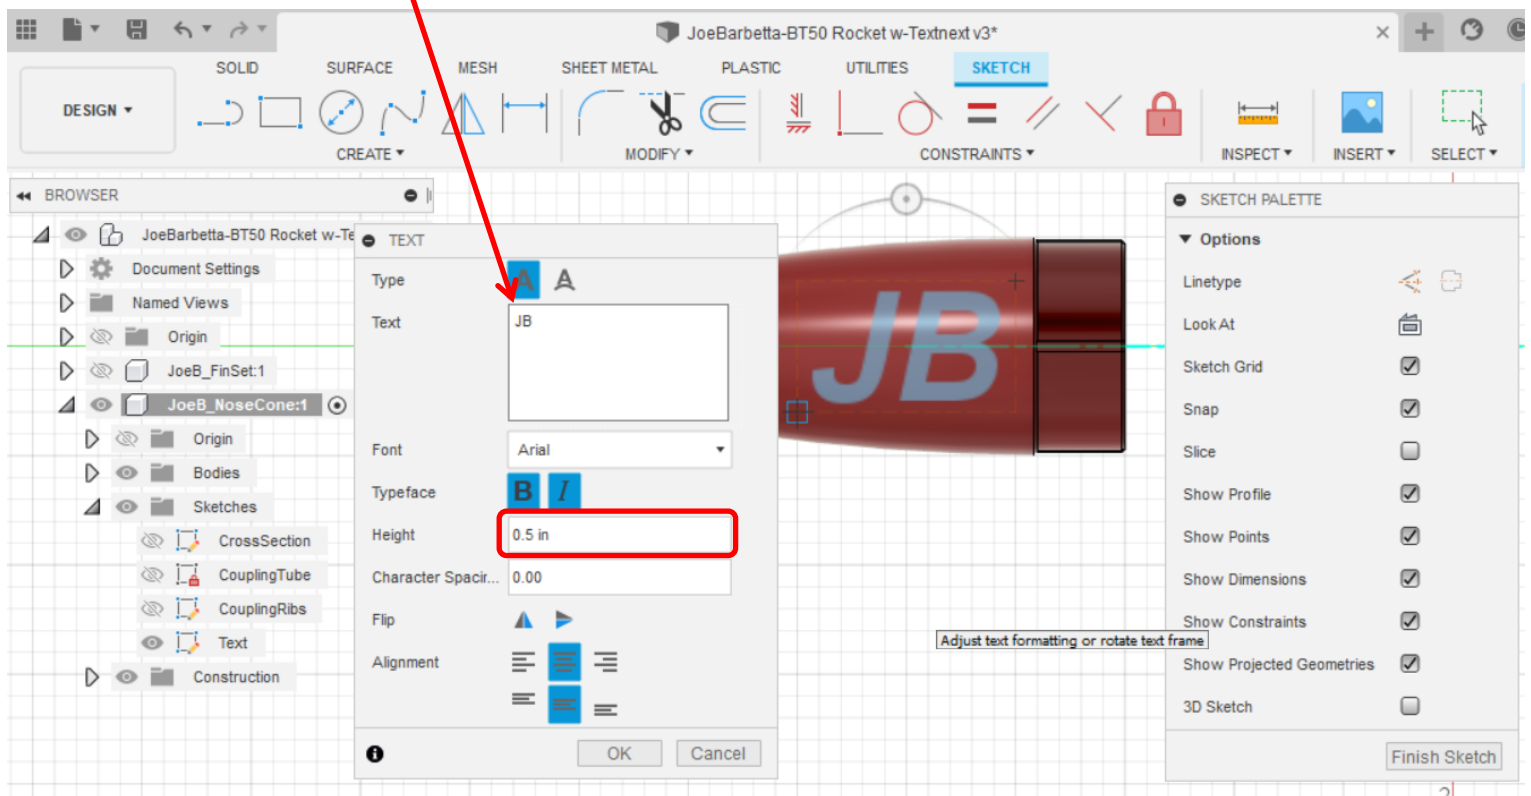 JoeBarbetta-BT50 Rocket w-Textnext v3*
SOLID SURFACE MESH SHEET METAL PLASTIC UTILITIES SKETCH
DESIGN
CREATE MODIFY CONSTRAINTS INSPECT INSERT SELECT
BROWSER
JoeBarbetta-BT50 Rocket w-Te
Document Settings
Named Views
Origin
JoeB_FinSet:1
JoeB_NoseCone:1
Origin
Bodies
Sketches
CrossSection
CouplingTube
CouplingRibs
Text
Construction
TEXT
Type A A
Text JB
Font Arial
Typeface B I
Height 0.5 in
Character Spacir... 0.00
Flip
Alignment
OK Cancel
JB
Adjust text formatting or rotate text frame
SKETCH PALETTE
Options
Linetype
Look At
Sketch Grid
Snap
Slice
Show Profile
Show Points
Show Dimensions
Show Constraints
Show Projected Geometries
3D Sketch
Finish Sketch